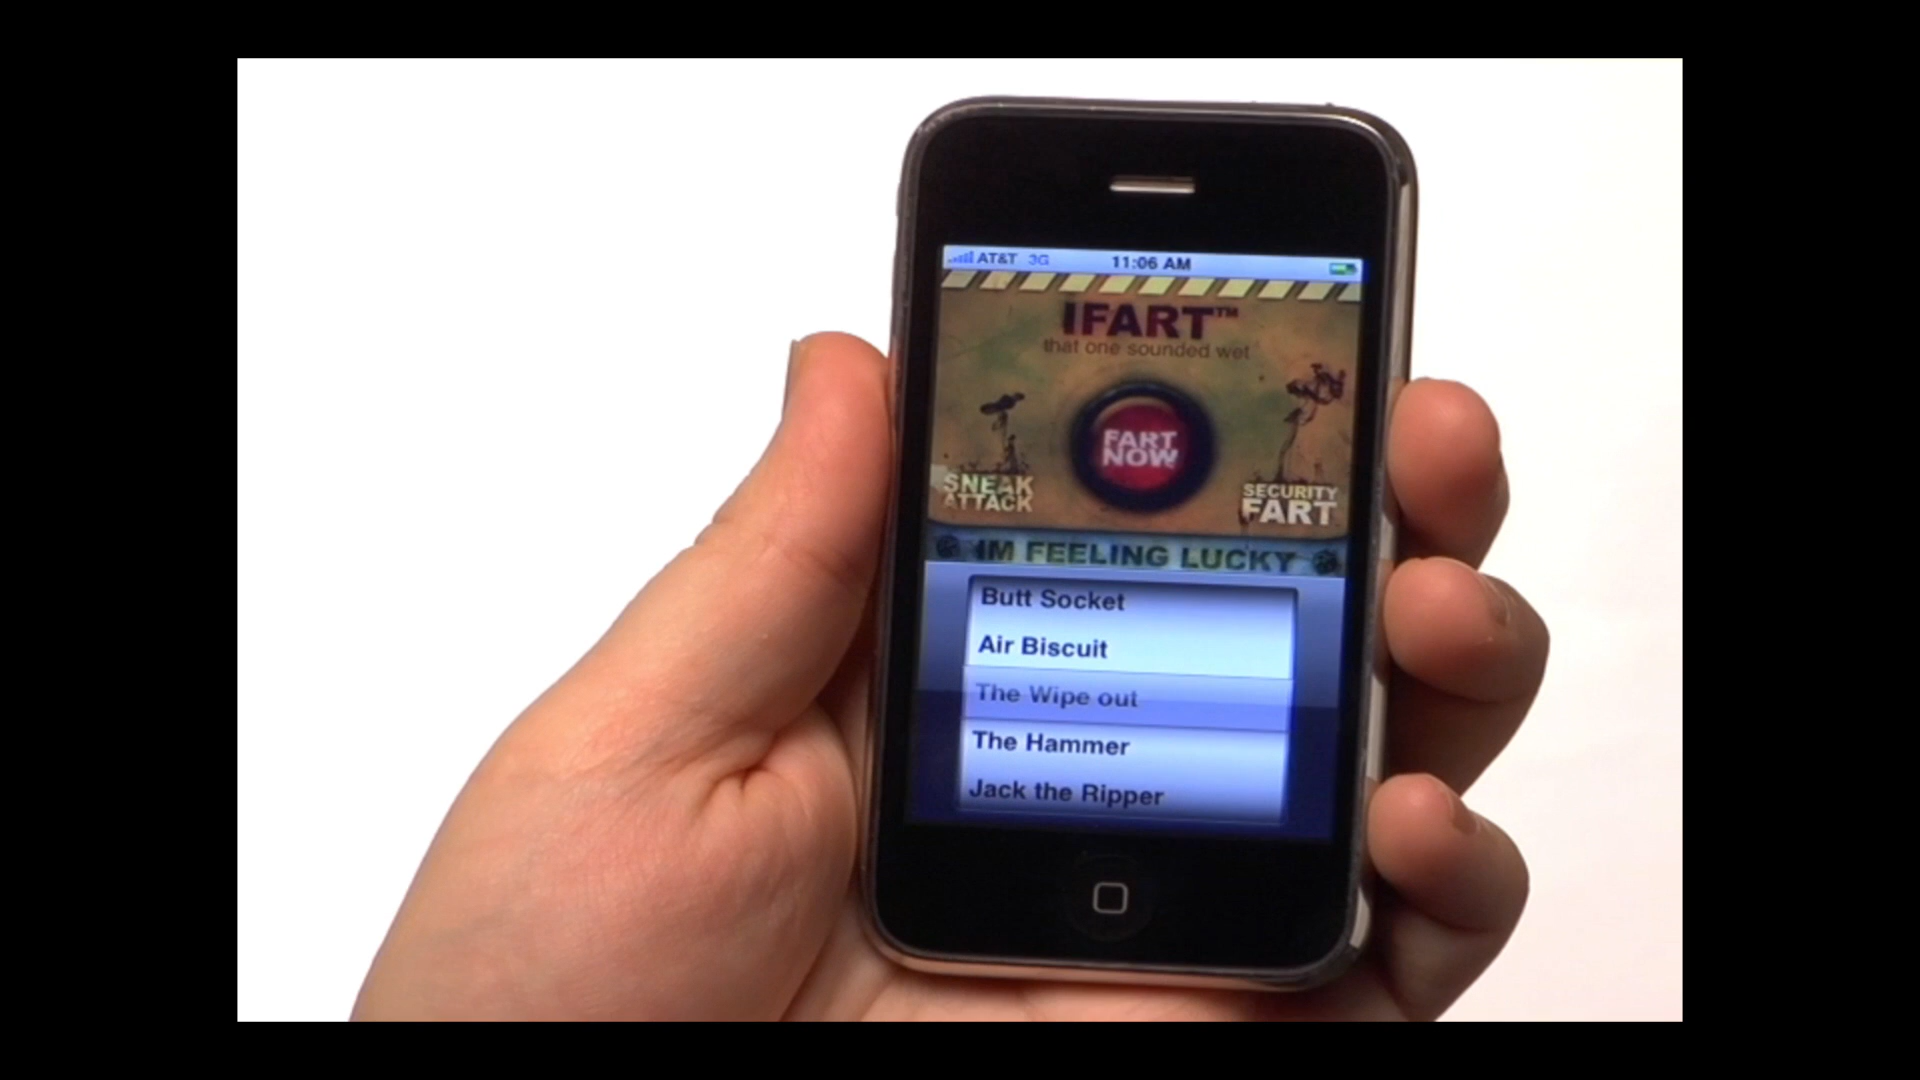 AT&T 3G 11:06 AM
IFART™
that one sounded wet
FART
NOW
SNEAK
ATTACK
SECURITY
FART
IM FEELING LUCKY
Butt Socket
Air Biscuit
The Wipe out
The Hammer
Jack the Ripper